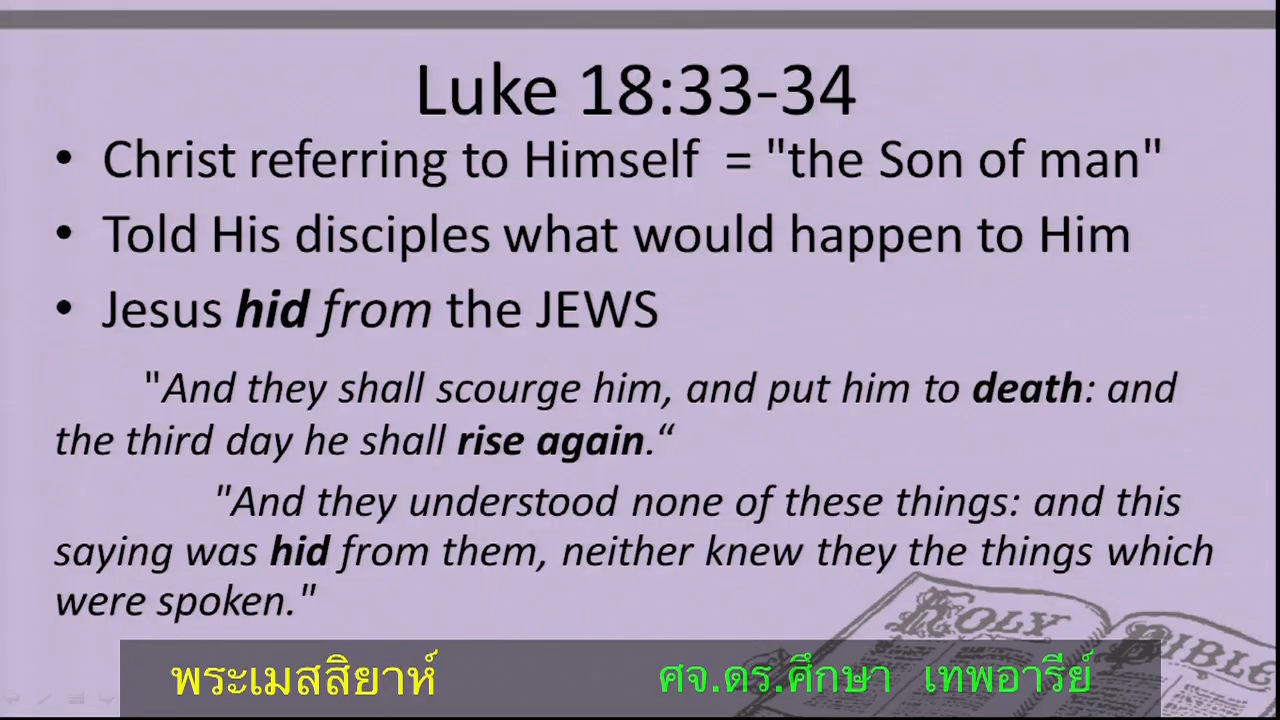 Luke 18:33-34
• Christ referring to Himself = "the Son of man"
• Told His disciples what would happen to Him
• Jesus hid from the JEWS
"And they shall scourge him, and put him to death: and
the third day he shall rise again.“
"And they understood none of these things: and this
saying was hid from them, neither knew they the things which
were spoken."
HOLY BIBLE
พระเมสสิยาห์ ศจ.ดร.ศึกษา เทพอารีย์